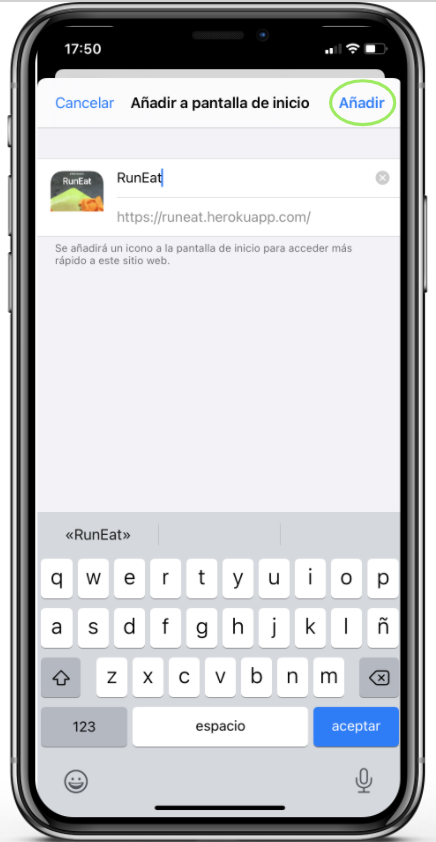 17:50
Cancelar Añadir a pantalla de inicio Añadir
RunEat
RunEat
https://runeat.herokuapp.com/
Se añadirá un icono a la pantalla de inicio para acceder más
rápido a este sitio web.
«RunEat»
q w e r t y u i o p
a s d f g h j k l ñ
z x c v b n m
123 espacio aceptar